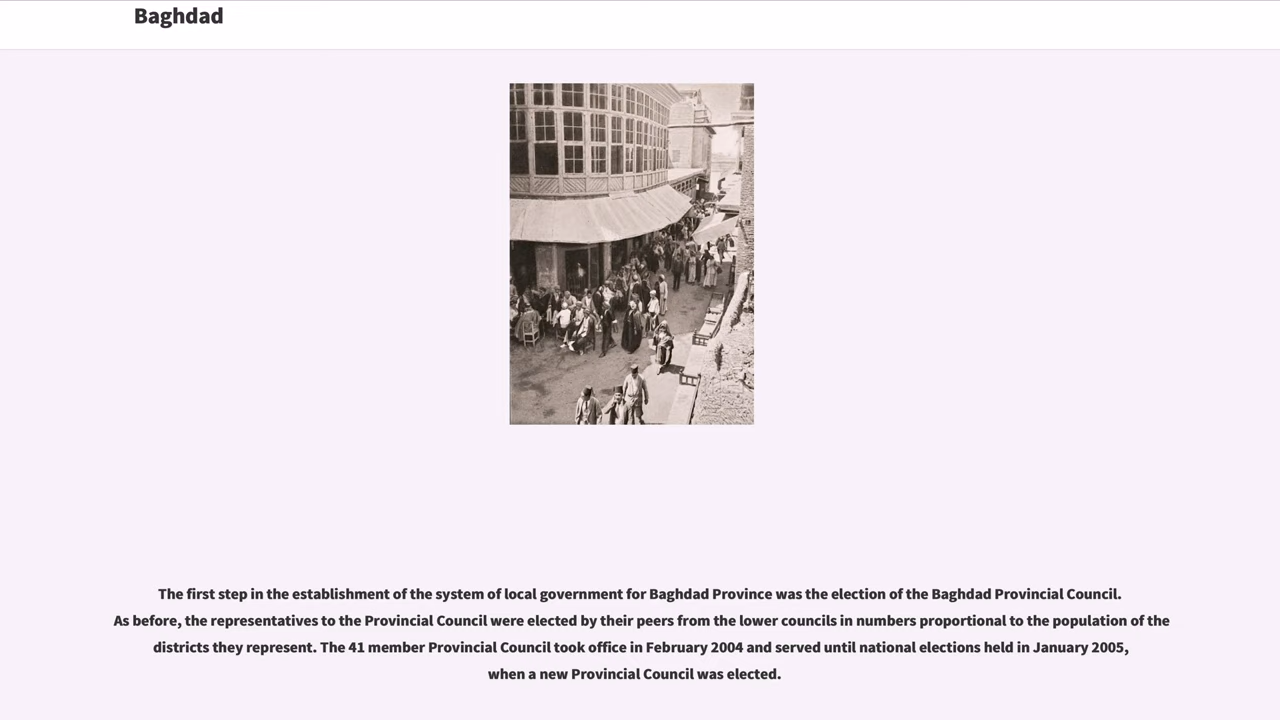 Baghdad
The first step in the establishment of the system of local government for Baghdad Province was the election of the Baghdad Provincial Council.
As before, the representatives to the Provincial Council were elected by their peers from the lower councils in numbers proportional to the population of the
districts they represent. The 41 member Provincial Council took office in February 2004 and served until national elections held in January 2005,
when a new Provincial Council was elected.